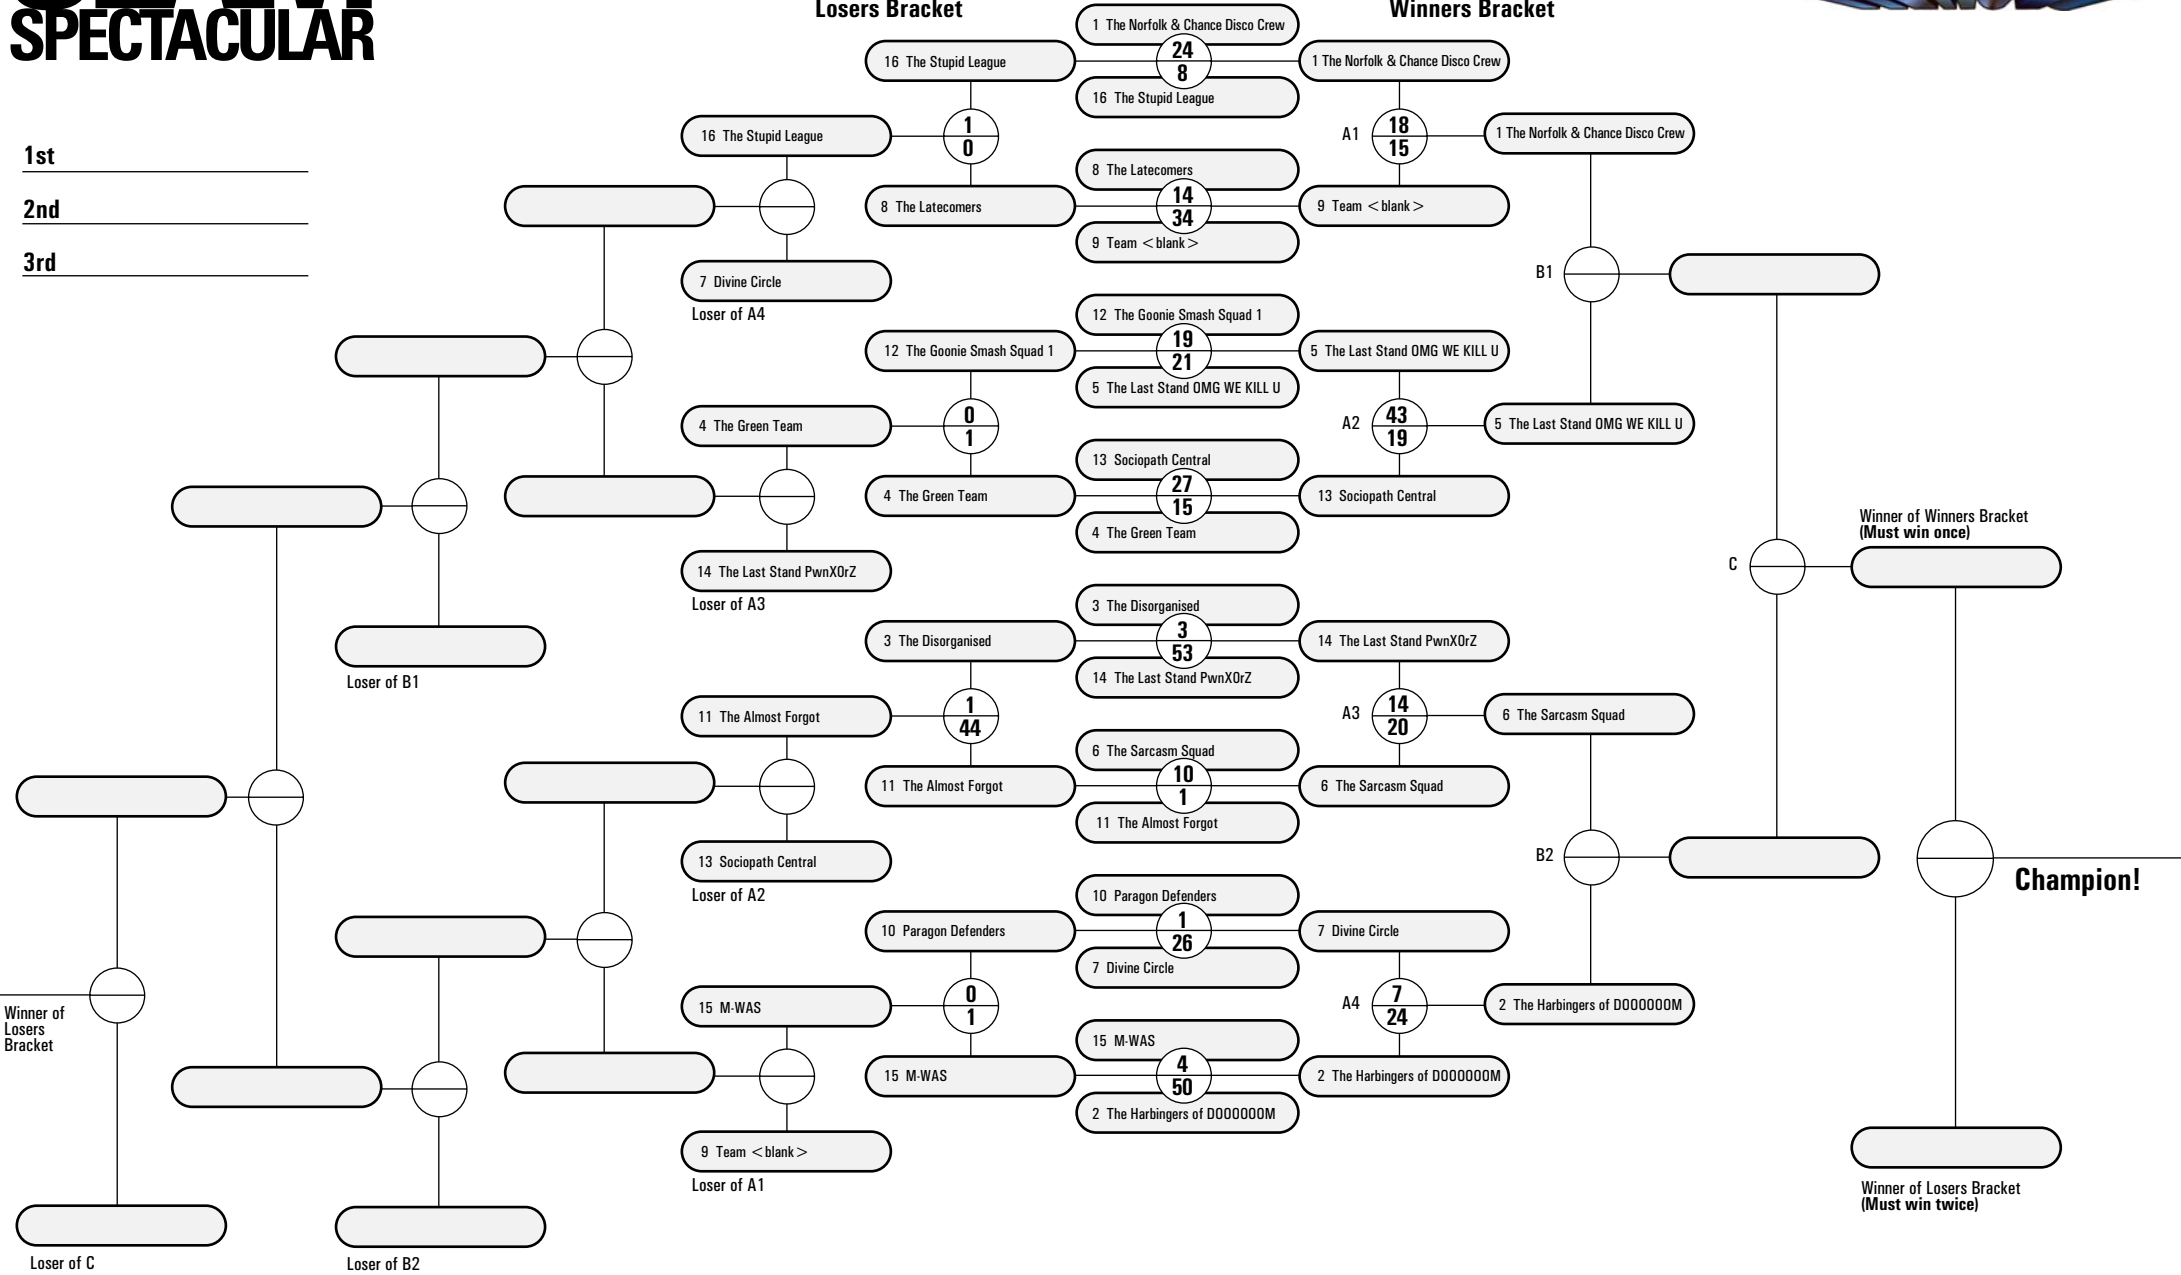 SPECTACULAR
1st
2nd
3rd
Losers Bracket
Winners Bracket
1 The Norfolk & Chance Disco Crew
24
8
16 The Stupid League
8 The Latecomers
14
34
9 Team <blank>
12 The Goonie Smash Squad 1
19
21
5 The Last Stand OMG WE KILL U
13 Sociopath Central
27
15
4 The Green Team
3 The Disorganised
3
53
14 The Last Stand PwnX0rZ
6 The Sarcasm Squad
10
1
11 The Almost Forgot
10 Paragon Defenders
1
26
7 Divine Circle
15 M-WAS
4
50
2 The Harbingers of DOOOOOOM
1 The Norfolk & Chance Disco Crew
A1
18
15
9 Team <blank>
5 The Last Stand OMG WE KILL U
A2
43
19
13 Sociopath Central
14 The Last Stand PwnX0rZ
A3
14
20
6 The Sarcasm Squad
7 Divine Circle
A4
7
24
2 The Harbingers of DOOOOOOM
1 The Norfolk & Chance Disco Crew
B1
5 The Last Stand OMG WE KILL U
6 The Sarcasm Squad
B2
2 The Harbingers of DOOOOOOM
C
Winner of Winners Bracket
(Must win once)
Champion!
Winner of Losers Bracket
(Must win twice)
16 The Stupid League
1
0
8 The Latecomers
12 The Goonie Smash Squad 1
0
1
4 The Green Team
3 The Disorganised
1
44
11 The Almost Forgot
10 Paragon Defenders
0
1
15 M-WAS
16 The Stupid League
7 Divine Circle
Loser of A4
4 The Green Team
14 The Last Stand PwnX0rZ
Loser of A3
11 The Almost Forgot
13 Sociopath Central
Loser of A2
15 M-WAS
9 Team <blank>
Loser of A1
Loser of B1
Loser of B2
Winner of
Losers
Bracket
Loser of C